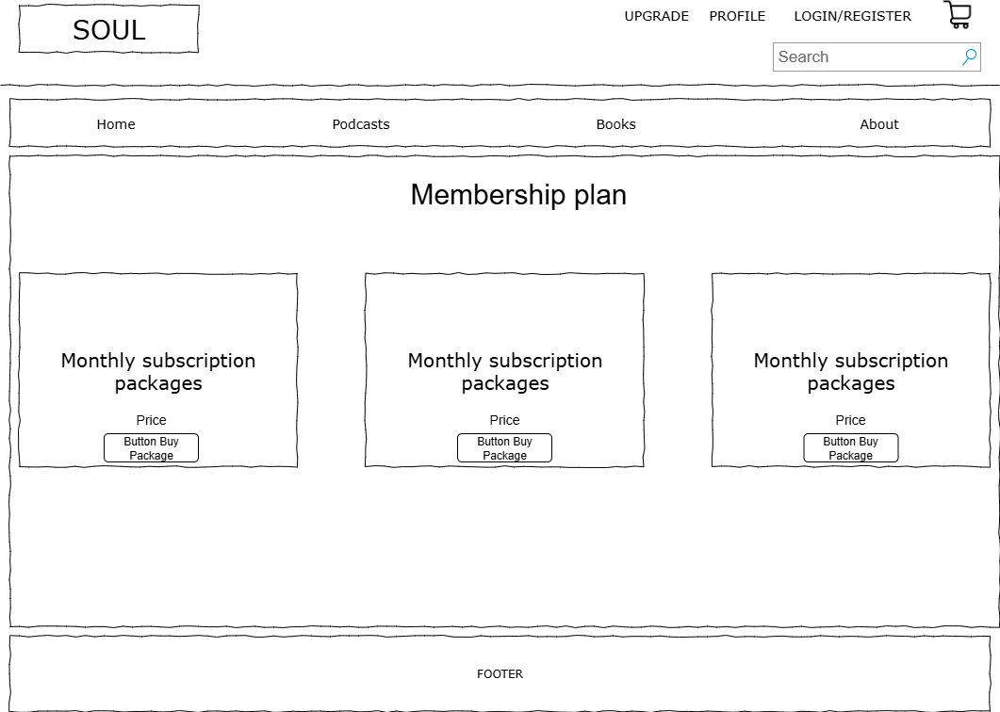 SOUL
UPGRADE
PROFILE
LOGIN/REGISTER
Search
Home
Podcasts
Books
About
Membership plan
Monthly subscription
packages
Price
Button Buy
Package
Monthly subscription
packages
Price
Button Buy
Package
Monthly subscription
packages
Price
Button Buy
Package
FOOTER